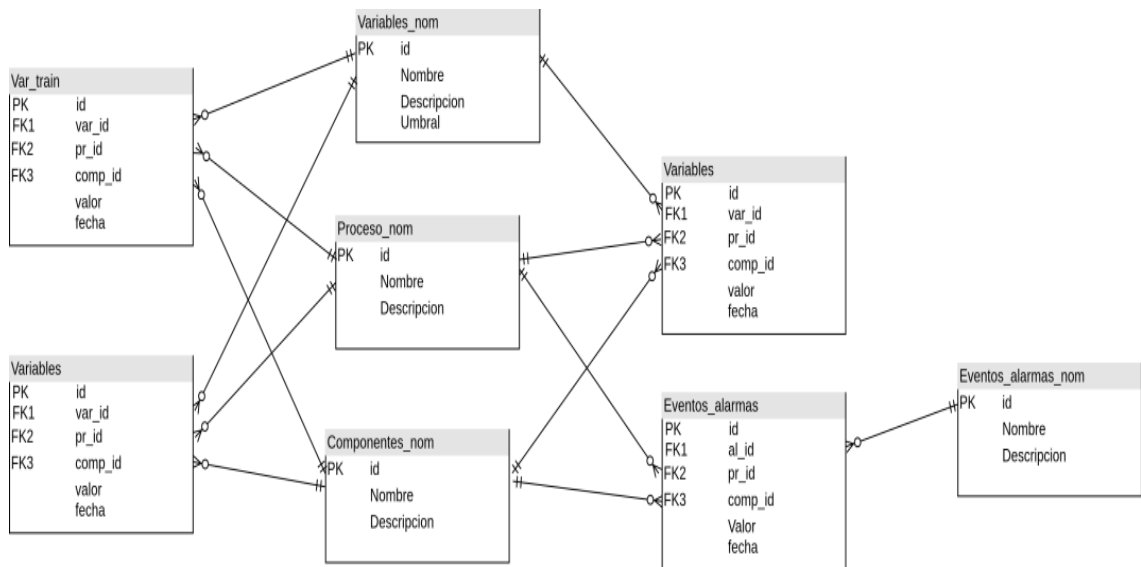 Variables_nom
PK id
Nombre
Descripcion
Umbral
Var_train
PK id
FK1 var_id
FK2 pr_id
FK3 comp_id
valor
fecha
Variables
PK id
FK1 var_id
FK2 pr_id
FK3 comp_id
valor
fecha
Proceso_nom
PK id
Nombre
Descripcion
Variables
PK id
FK1 var_id
FK2 pr_id
FK3 comp_id
valor
fecha
Componentes_nom
PK id
Nombre
Descripcion
Eventos_alarmas
PK id
FK1 al_id
FK2 pr_id
FK3 comp_id
Valor
fecha
Eventos_alarmas_nom
PK id
Nombre
Descripcion